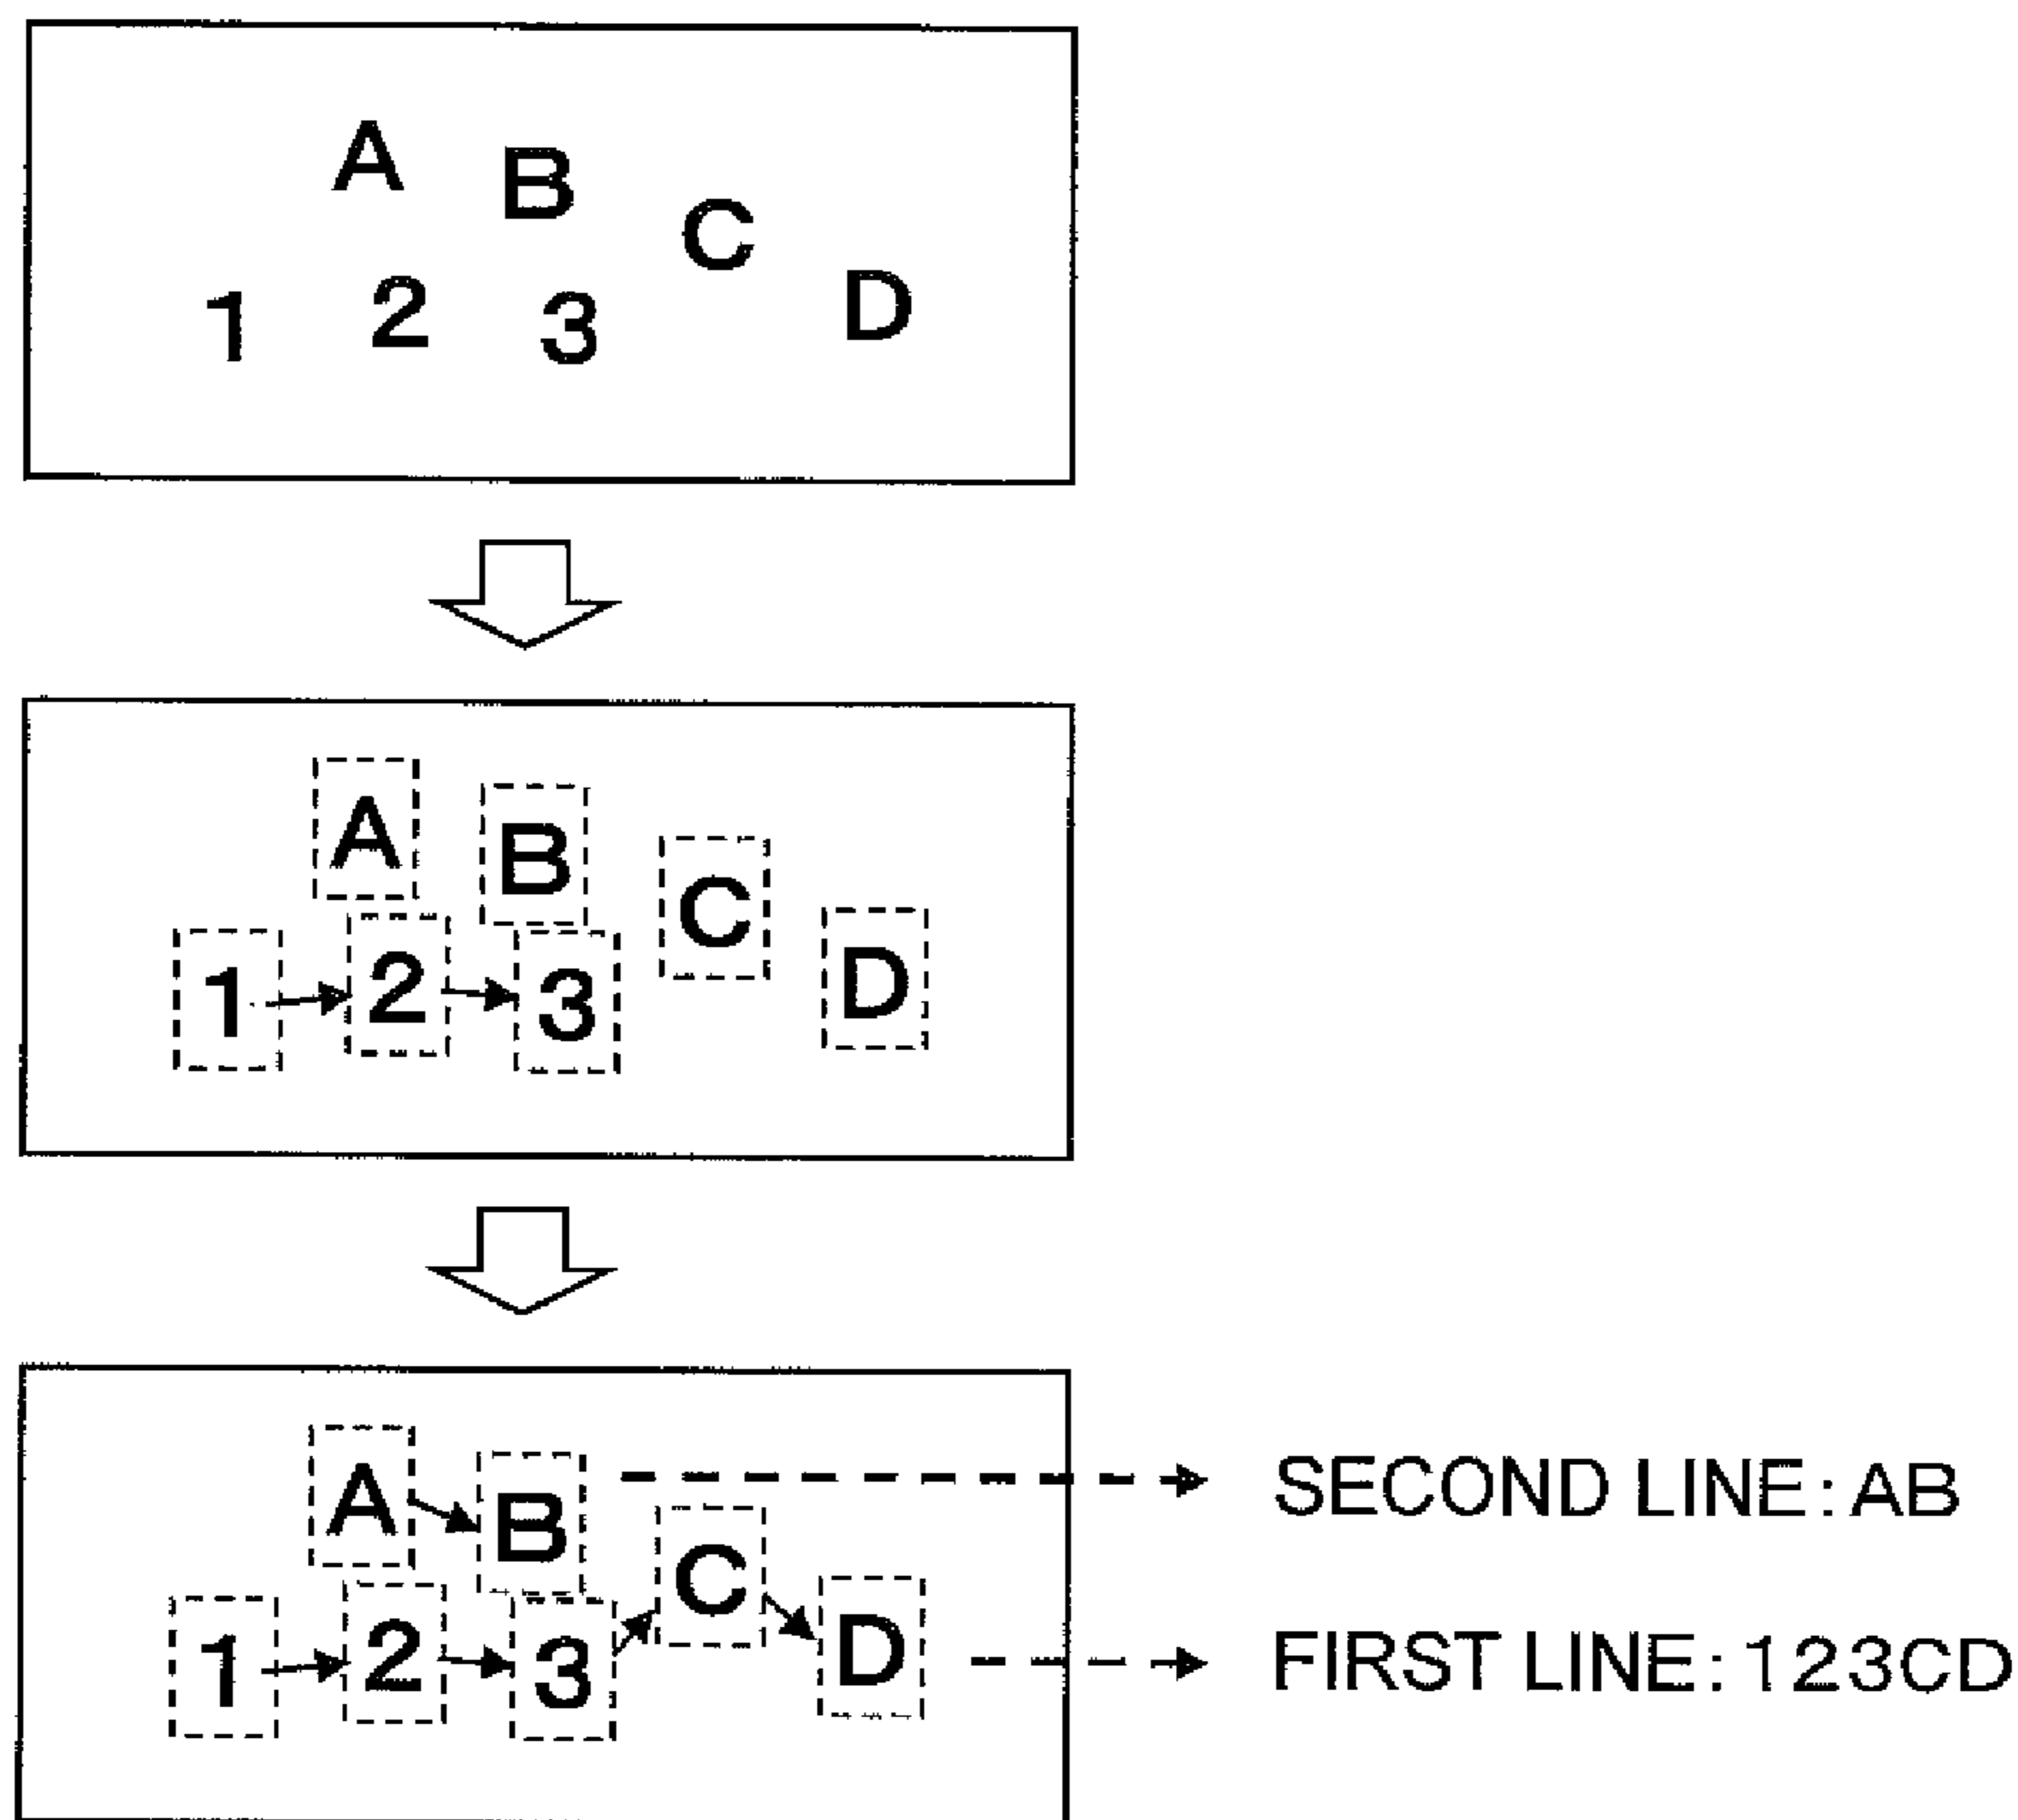 A B C D
1 2 3
A B C D
1 2 3
A B C D
1 2 3
SECOND LINE: AB
FIRST LINE: 123CD